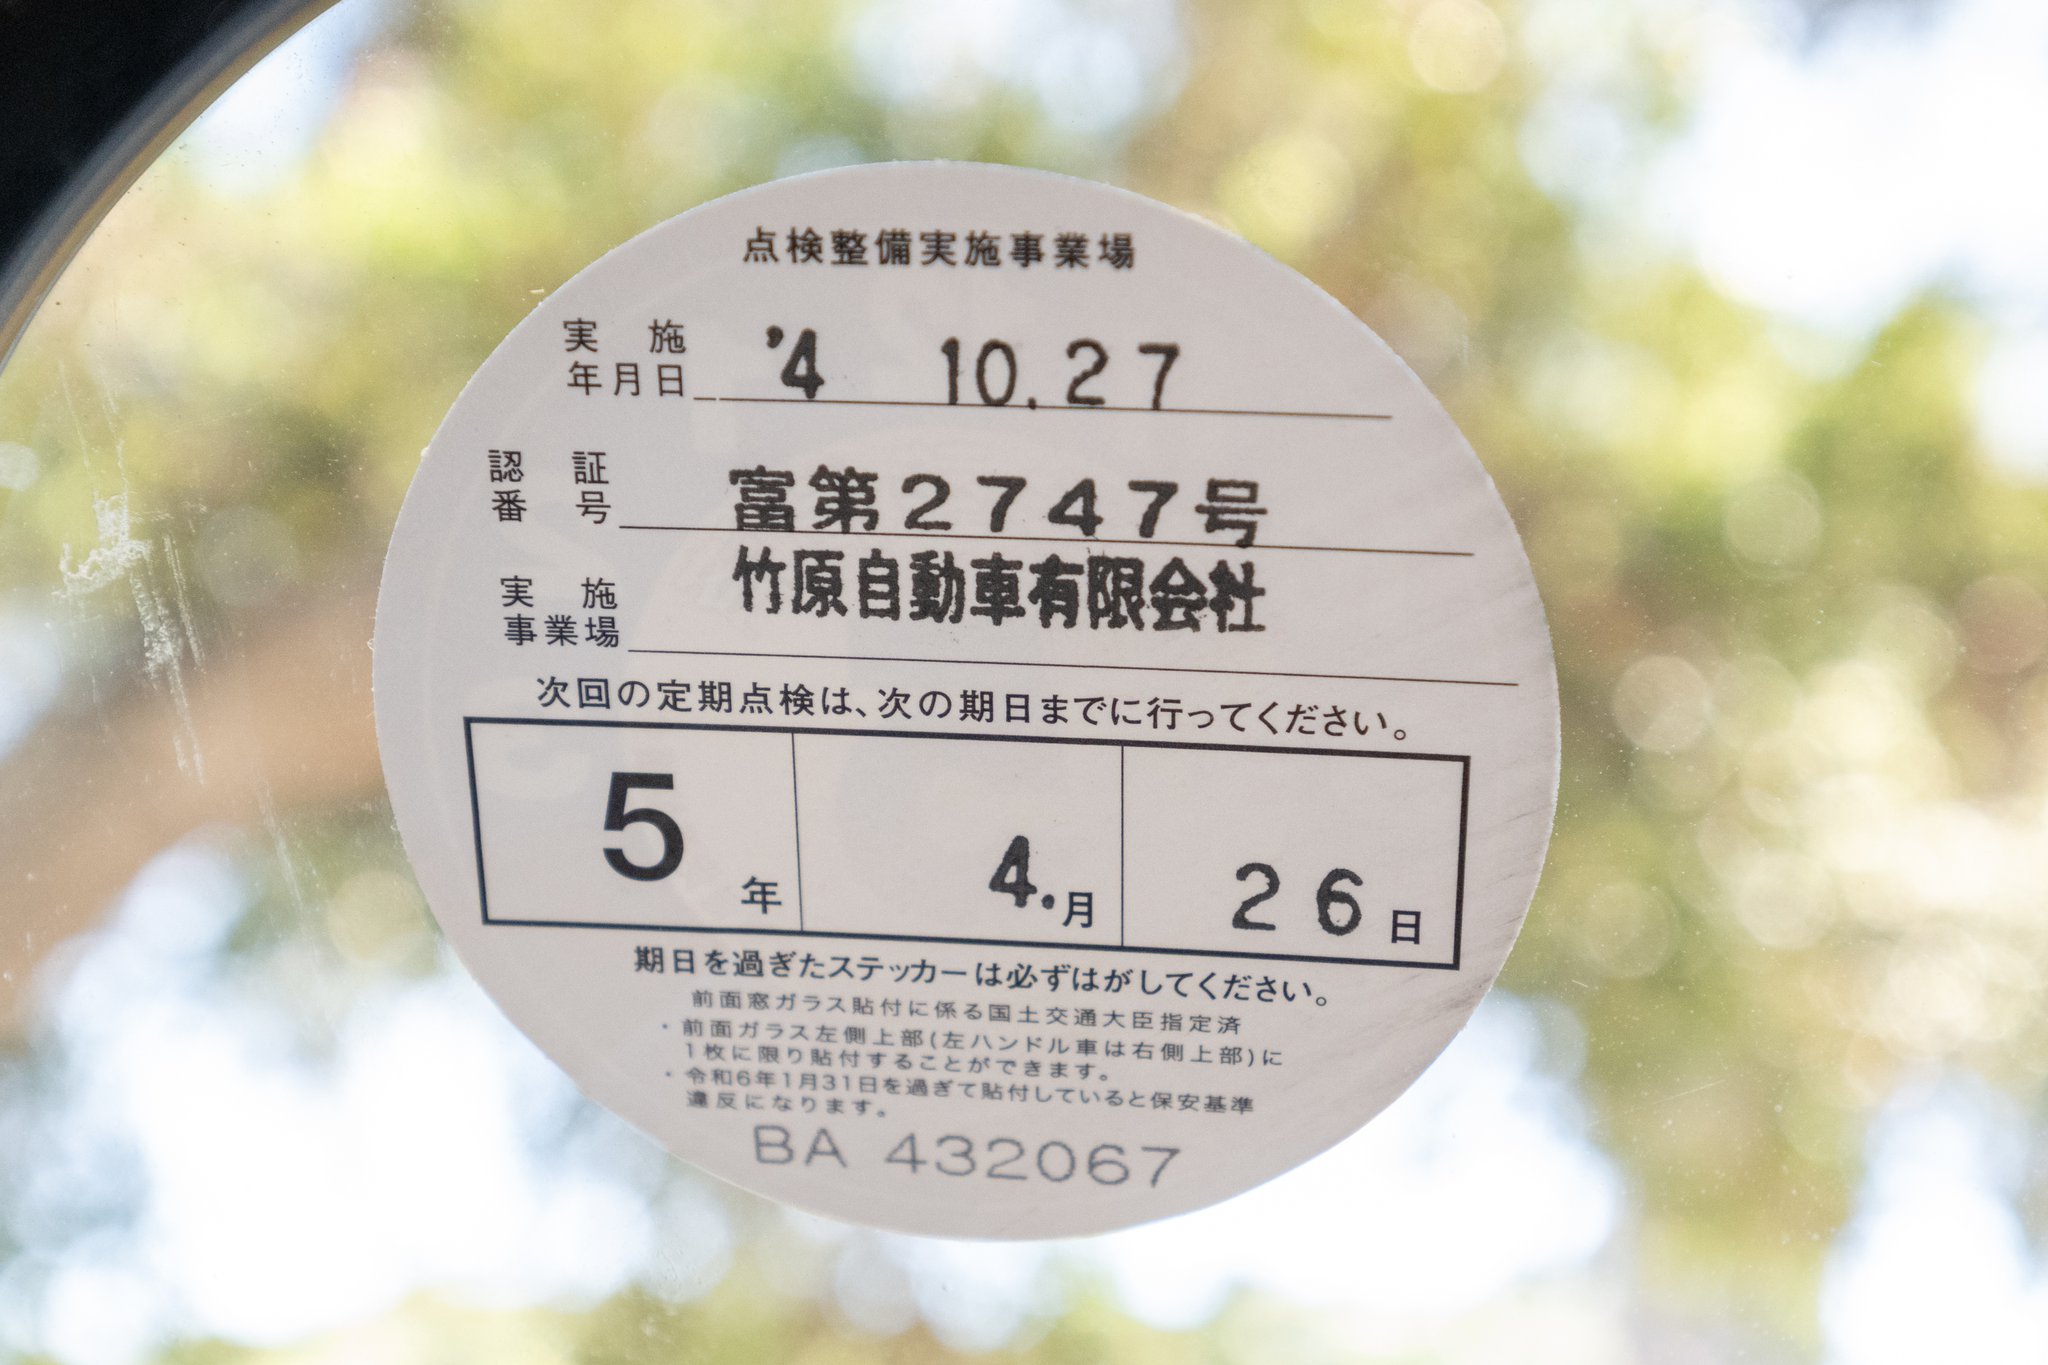 点検整備実施事業場
実施年月日 '4 10.27
認証番号 富第2747号
実施事業場 竹原自動車有限会社
次回の定期点検は、次の期日までに行ってください。
5年 4.月 26日
期日を過ぎたステッカーは必ずはがしてください。
前面窓ガラス貼付に係る国土交通大臣指定済
・前面ガラス左側上部(左ハンドル車は右側上部)に
1枚に限り貼付することができます。
・令和6年1月31日を過ぎて貼付していると保安基準
違反になります。
BA 432067